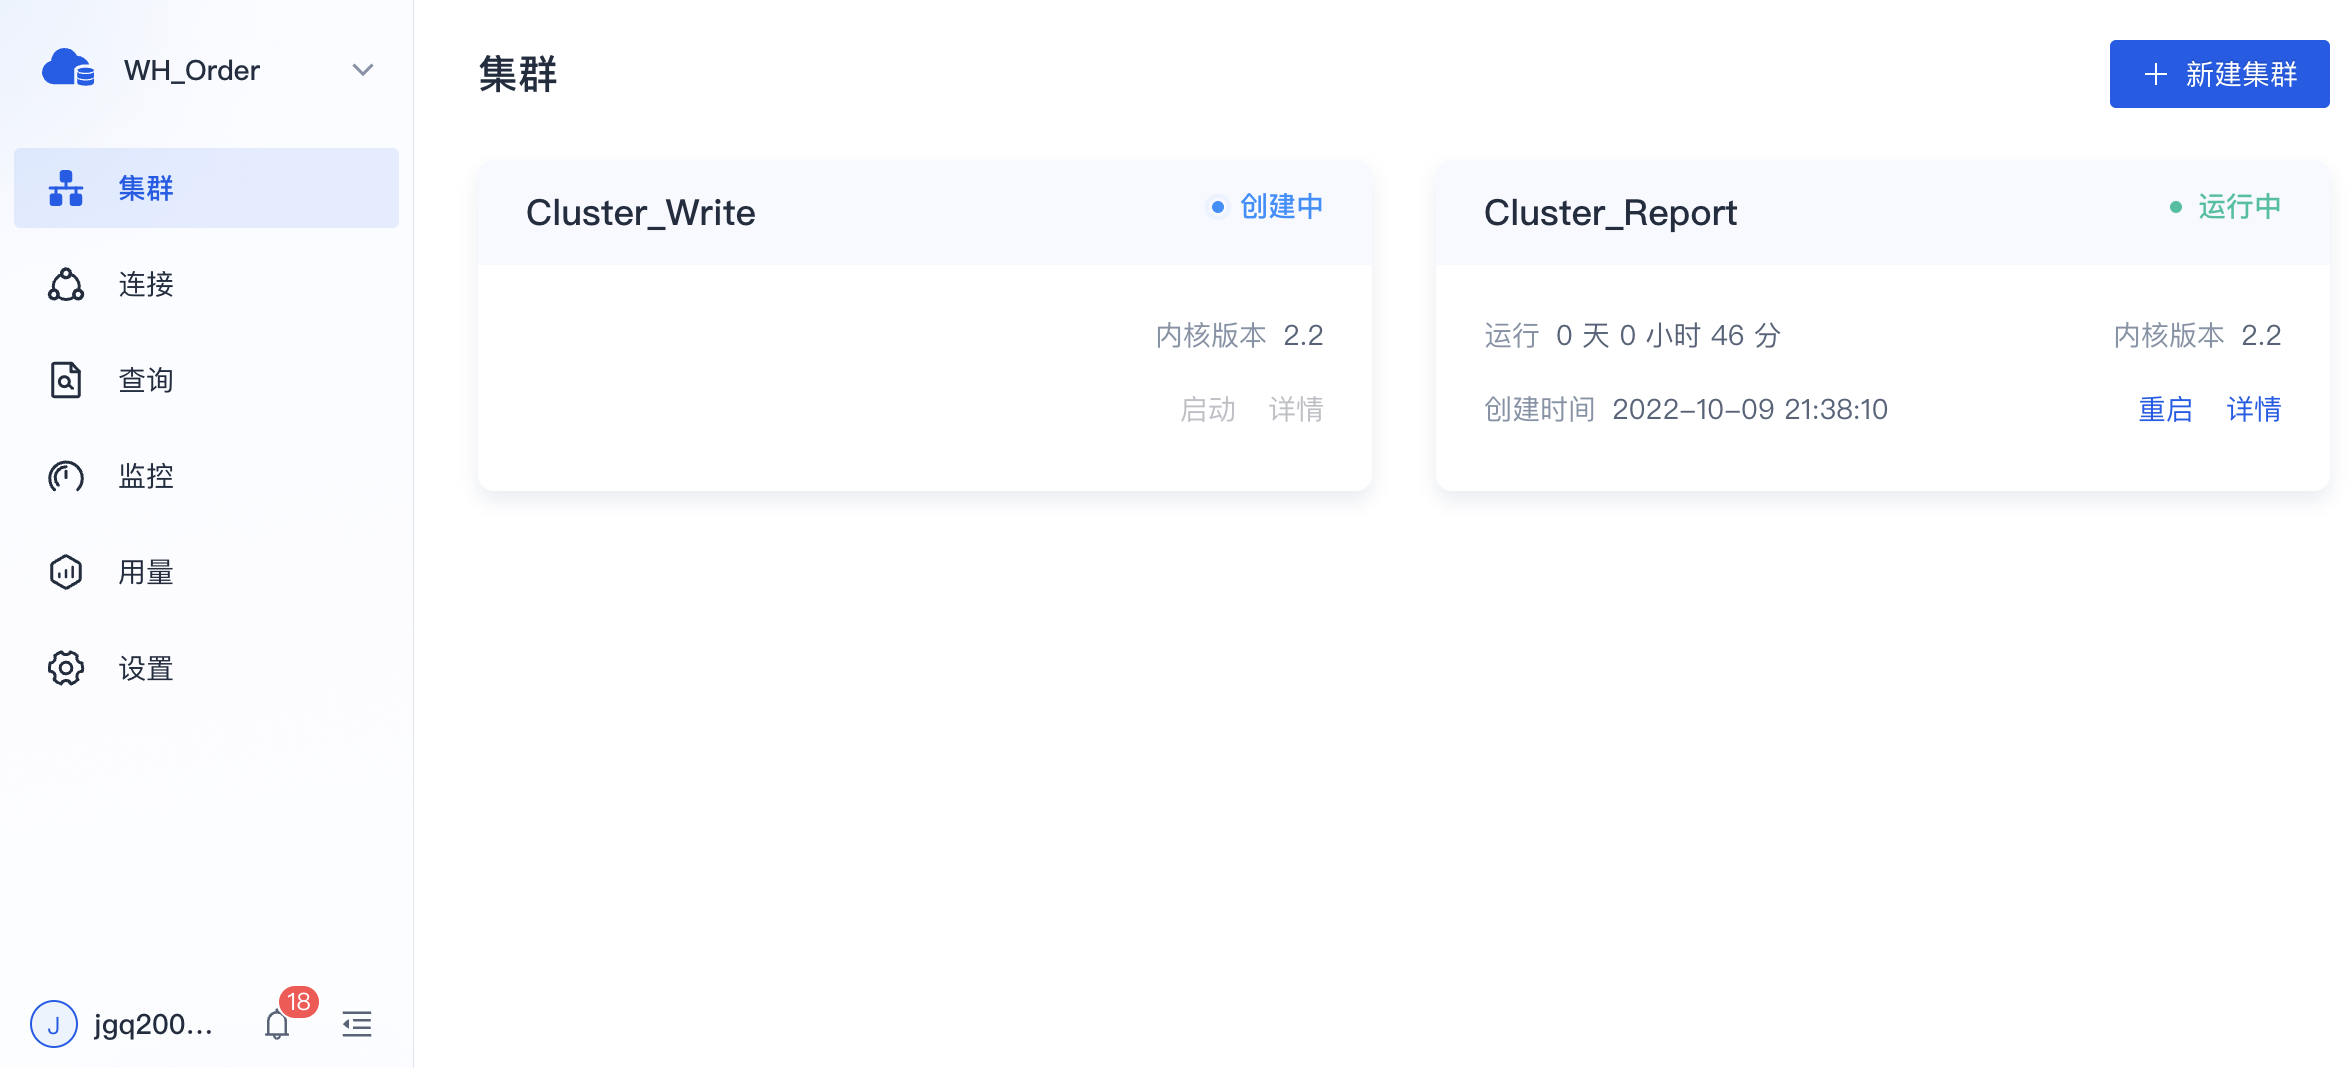 WH_Order
集群
连接
查询
监控
用量
设置
J jgq200... 18
集群
新建集群
Cluster_Write 创建中
内核版本 2.2
启动 详情
Cluster_Report 运行中
运行 0 天 0 小时 46 分 内核版本 2.2
创建时间 2022-10-09 21:38:10 重启 详情